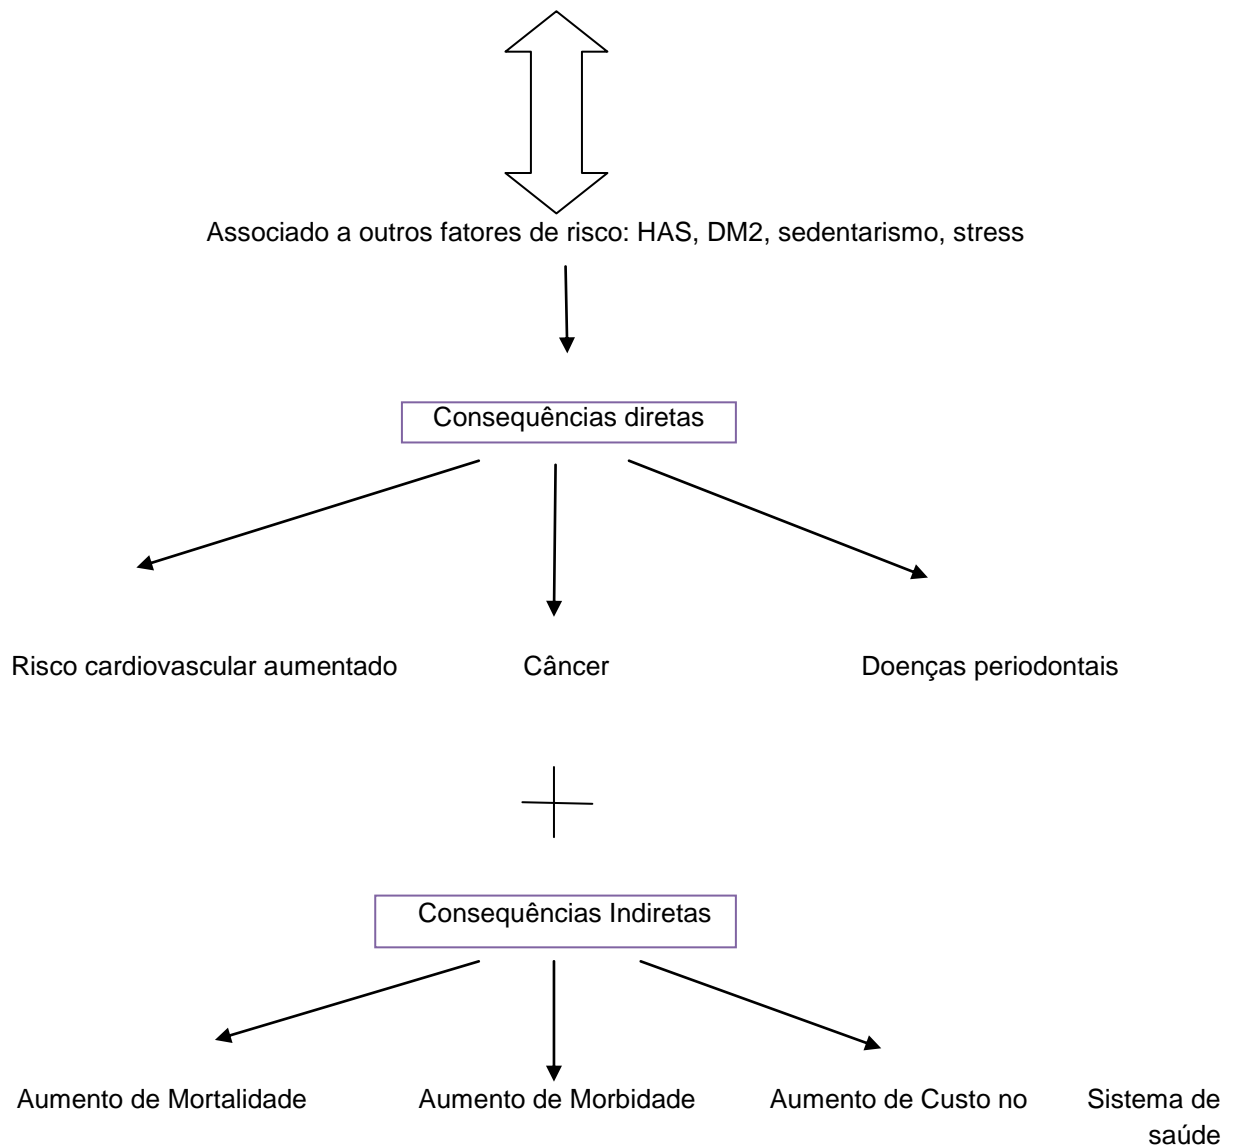 Associado a outros fatores de risco: HAS, DM2, sedentarismo, stress
Consequências diretas
Risco cardiovascular aumentado Câncer Doenças periodontais
Consequências Indiretas
Aumento de Mortalidade Aumento de Morbidade Aumento de Custo no Sistema de
saúde